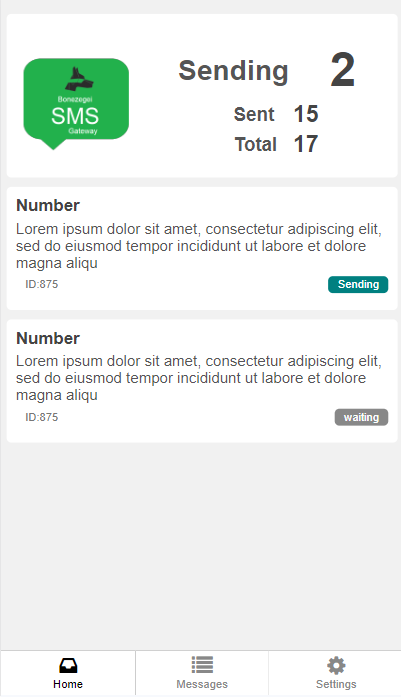 Bonezegei
SMS
Gateway
Sending 2
Sent 15
Total 17
Number
Lorem ipsum dolor sit amet, consectetur adipiscing elit,
sed do eiusmod tempor incididunt ut labore et dolore
magna aliqu
ID:875 Sending
Number
Lorem ipsum dolor sit amet, consectetur adipiscing elit,
sed do eiusmod tempor incididunt ut labore et dolore
magna aliqu
ID:875 waiting
Home Messages Settings